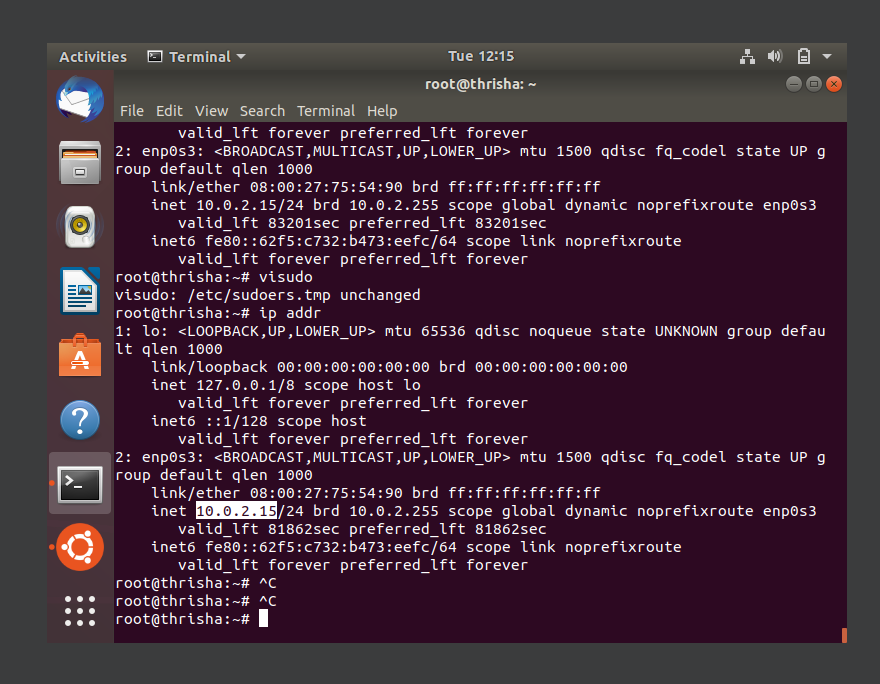 Activities Terminal Tue 12:15
root@thrisha: ~
File Edit View Search Terminal Help
valid_lft forever preferred_lft forever
2: enp0s3: <BROADCAST,MULTICAST,UP,LOWER_UP> mtu 1500 qdisc fq_codel state UP g
roup default qlen 1000
link/ether 08:00:27:75:54:90 brd ff:ff:ff:ff:ff:ff
inet 10.0.2.15/24 brd 10.0.2.255 scope global dynamic noprefixroute enp0s3
valid_lft 83201sec preferred_lft 83201sec
inet6 fe80::62f5:c732:b473:eefc/64 scope link noprefixroute
valid_lft forever preferred_lft forever
root@thrisha:~# visudo
visudo: /etc/sudoers.tmp unchanged
root@thrisha:~# ip addr
1: lo: <LOOPBACK,UP,LOWER_UP> mtu 65536 qdisc noqueue state UNKNOWN group defau
lt qlen 1000
link/loopback 00:00:00:00:00:00 brd 00:00:00:00:00:00
inet 127.0.0.1/8 scope host lo
valid_lft forever preferred_lft forever
inet6 ::1/128 scope host
valid_lft forever preferred_lft forever
2: enp0s3: <BROADCAST,MULTICAST,UP,LOWER_UP> mtu 1500 qdisc fq_codel state UP g
roup default qlen 1000
link/ether 08:00:27:75:54:90 brd ff:ff:ff:ff:ff:ff
inet 10.0.2.15/24 brd 10.0.2.255 scope global dynamic noprefixroute enp0s3
valid_lft 81862sec preferred_lft 81862sec
inet6 fe80::62f5:c732:b473:eefc/64 scope link noprefixroute
valid_lft forever preferred_lft forever
root@thrisha:~# ^C
root@thrisha:~# ^C
root@thrisha:~#